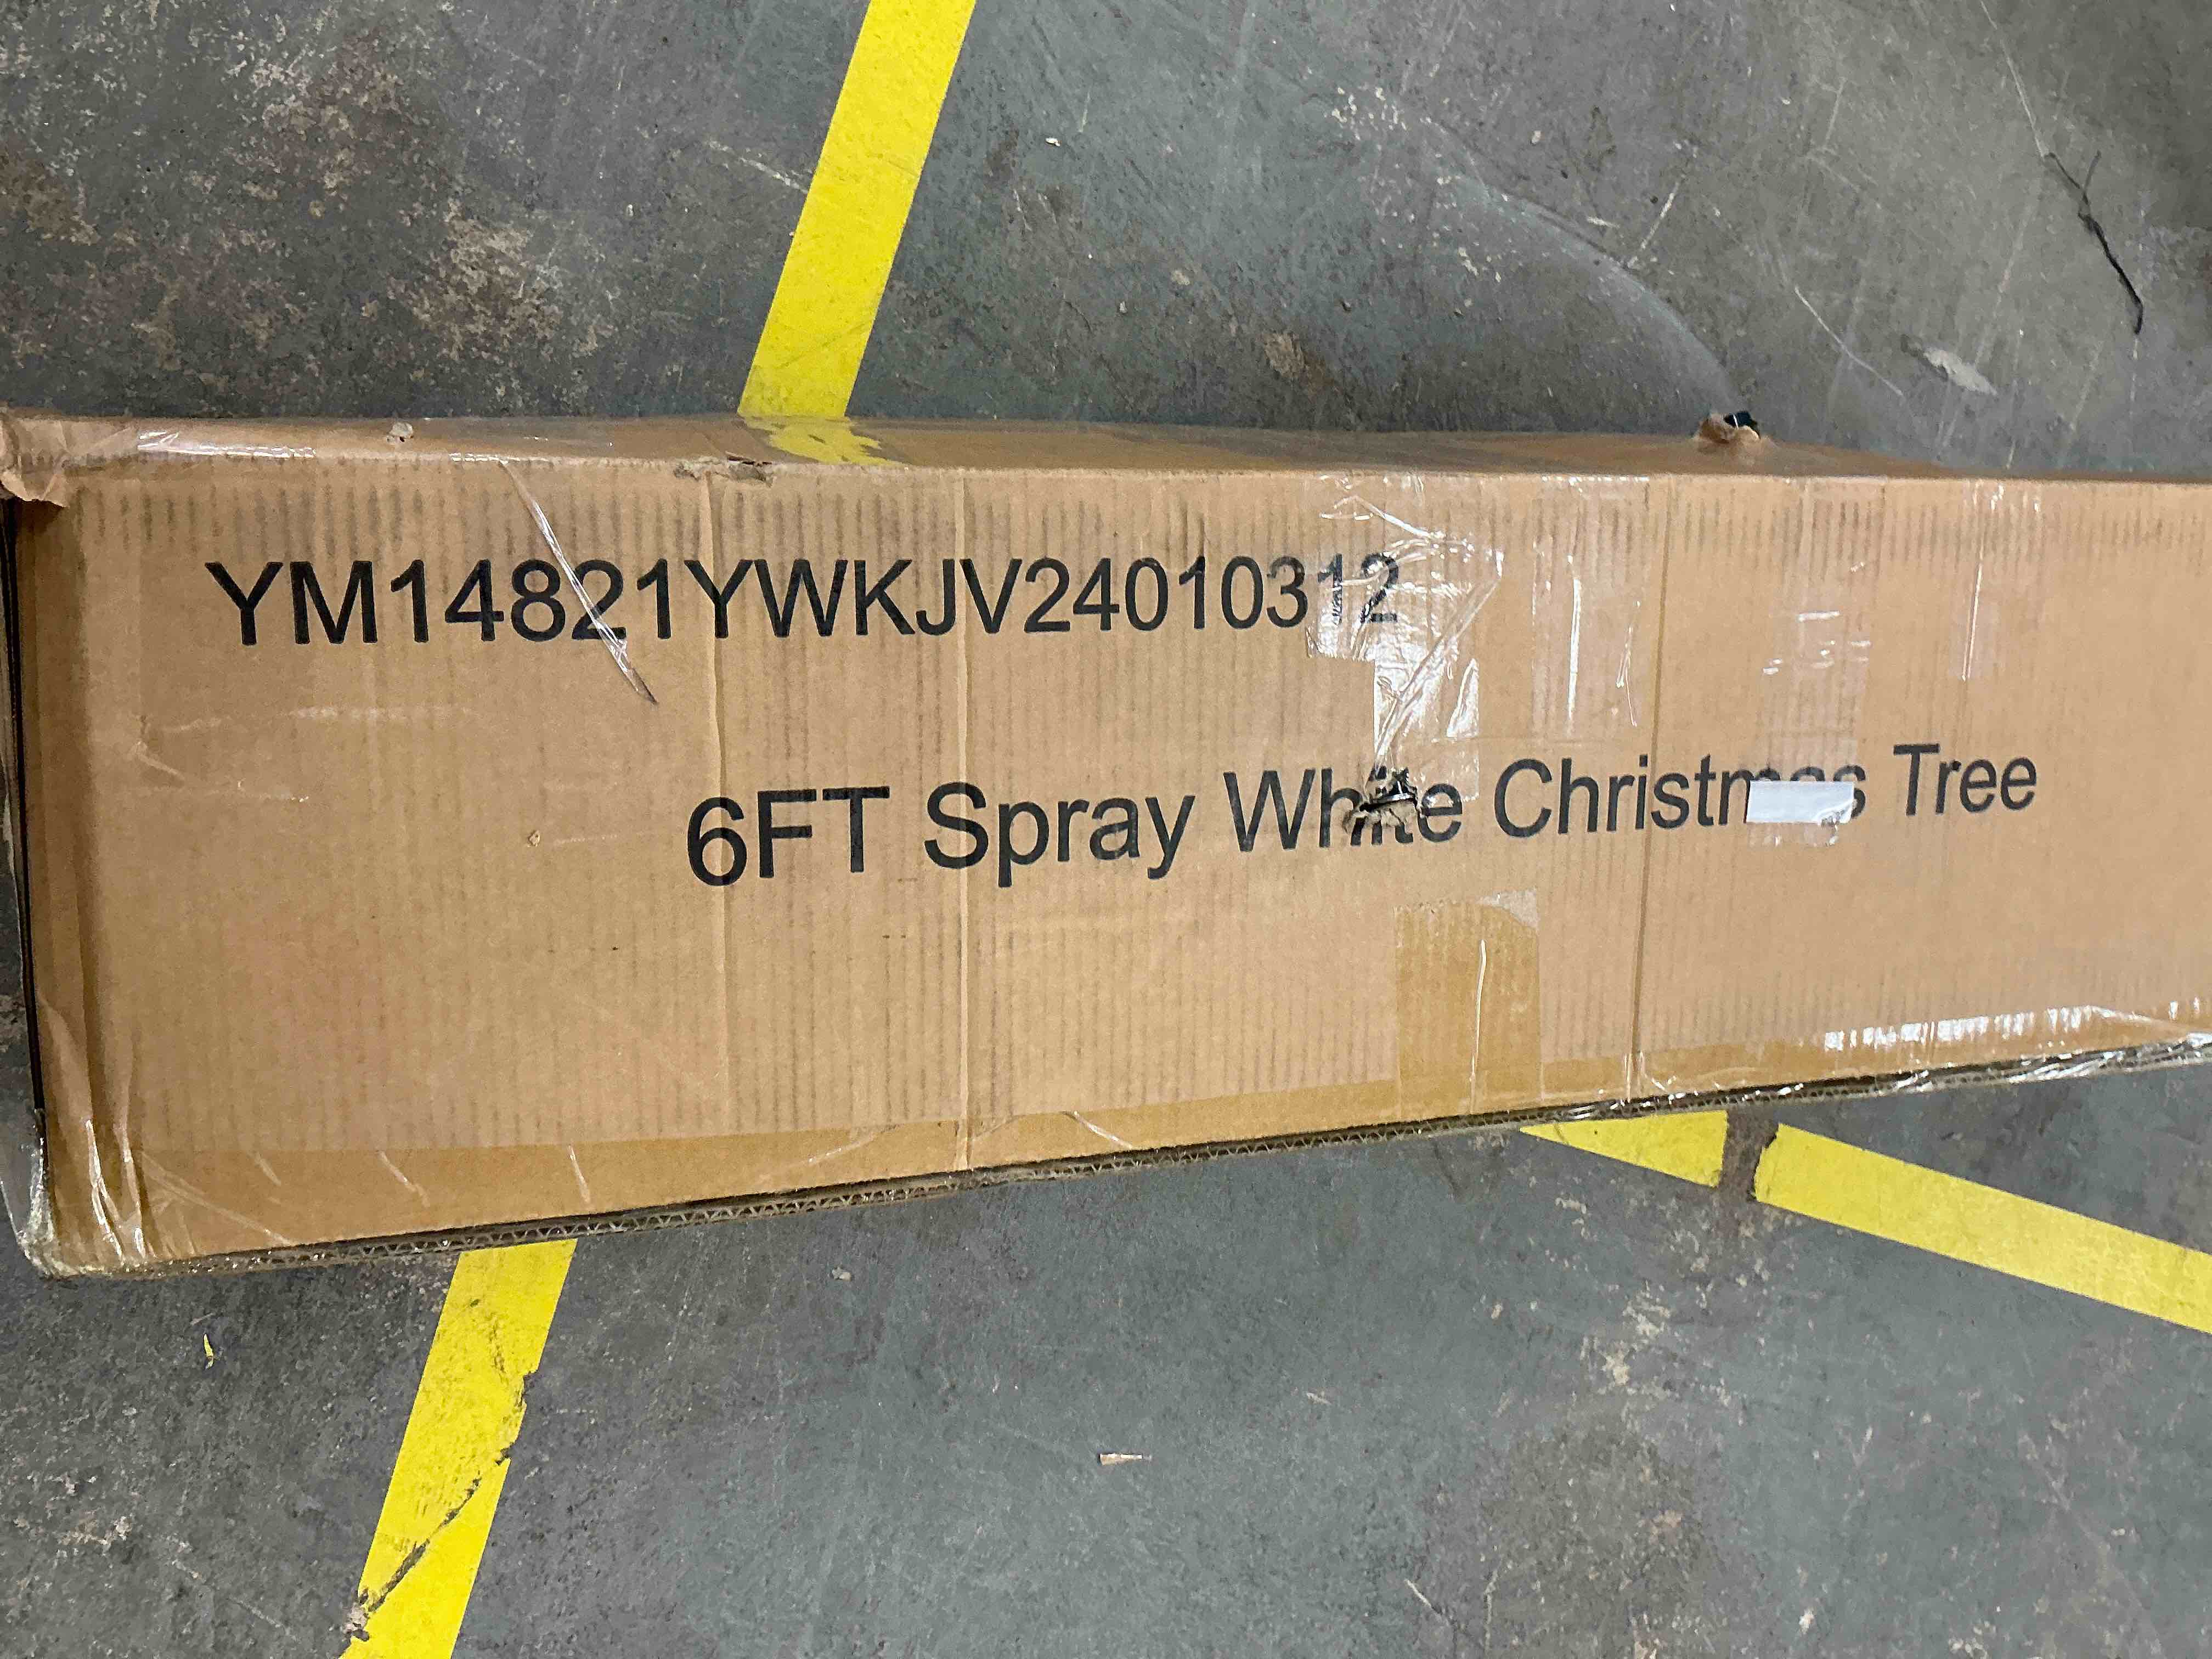 YM14821YWKJV24010312
6FT Spray White Christmas Tree